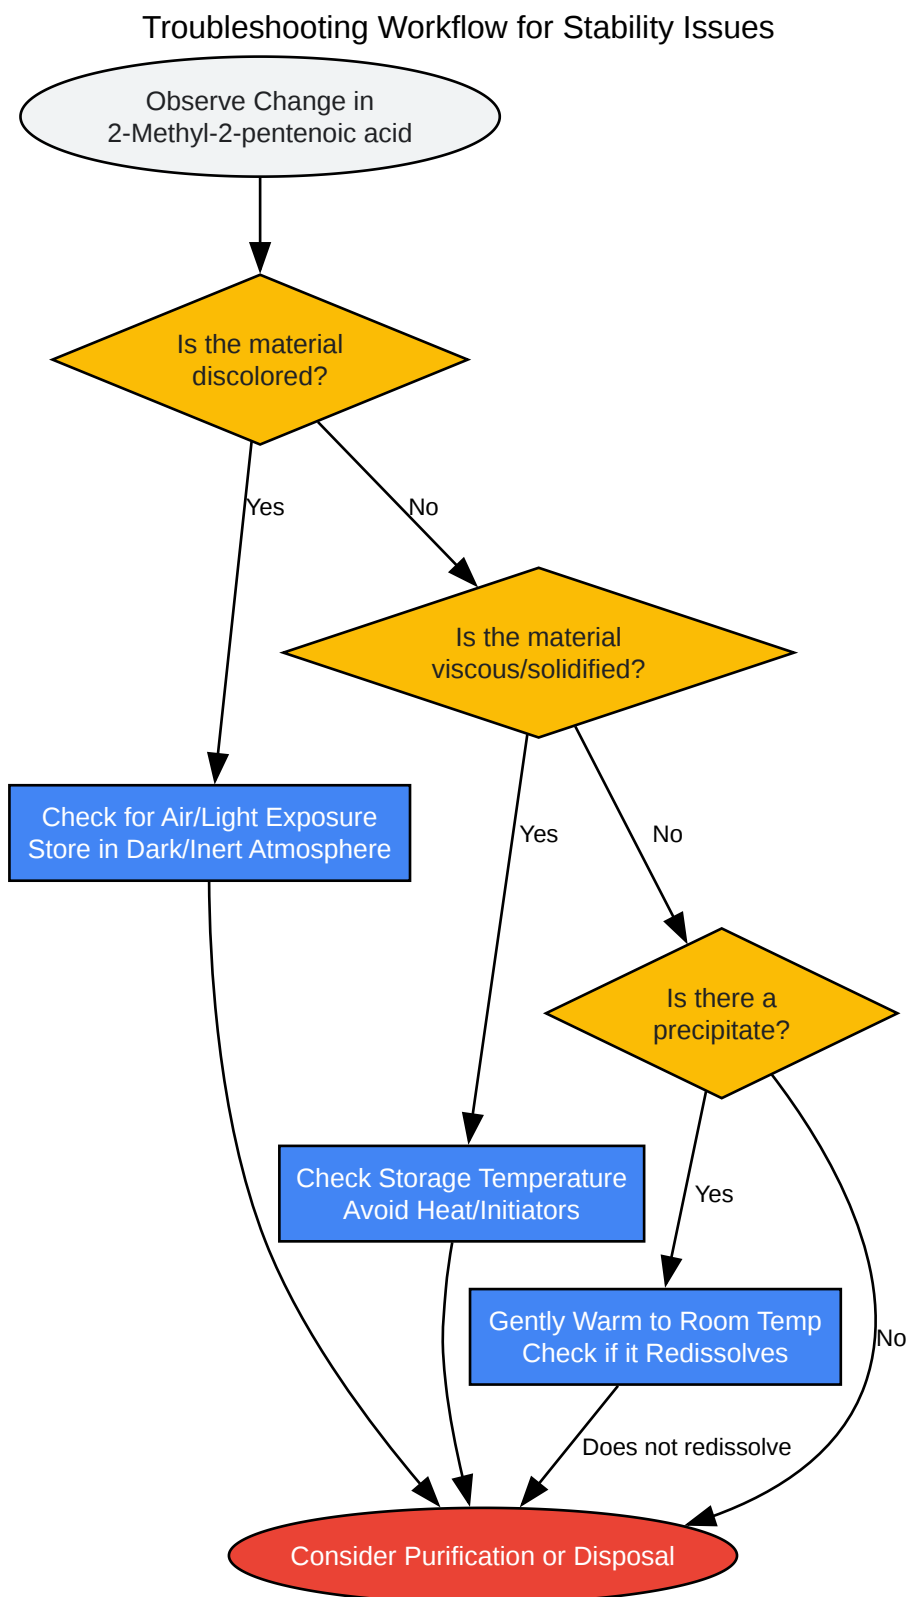 Troubleshooting Workflow for Stability Issues
Observe Change in
2-Methyl-2-pentenoic acid
Is the material
discolored?
Yes
No
Is the material
viscous/solidified?
Check for Air/Light Exposure
Store in Dark/Inert Atmosphere
Yes
No
Is there a
precipitate?
Check Storage Temperature
Avoid Heat/Initiators
Yes
Gently Warm to Room Temp
Check if it Redissolves
No
Does not redissolve
Consider Purification or Disposal